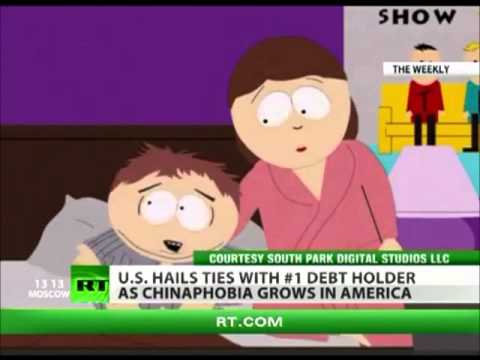 SHOW
THE WEEKLY
COURTESY SOUTH PARK DIGITAL STUDIOS LLC
13 13
MOSCOW
RT
U.S. HAILS TIES WITH #1 DEBT HOLDER
AS CHINAPHOBIA GROWS IN AMERICA
RT.COM